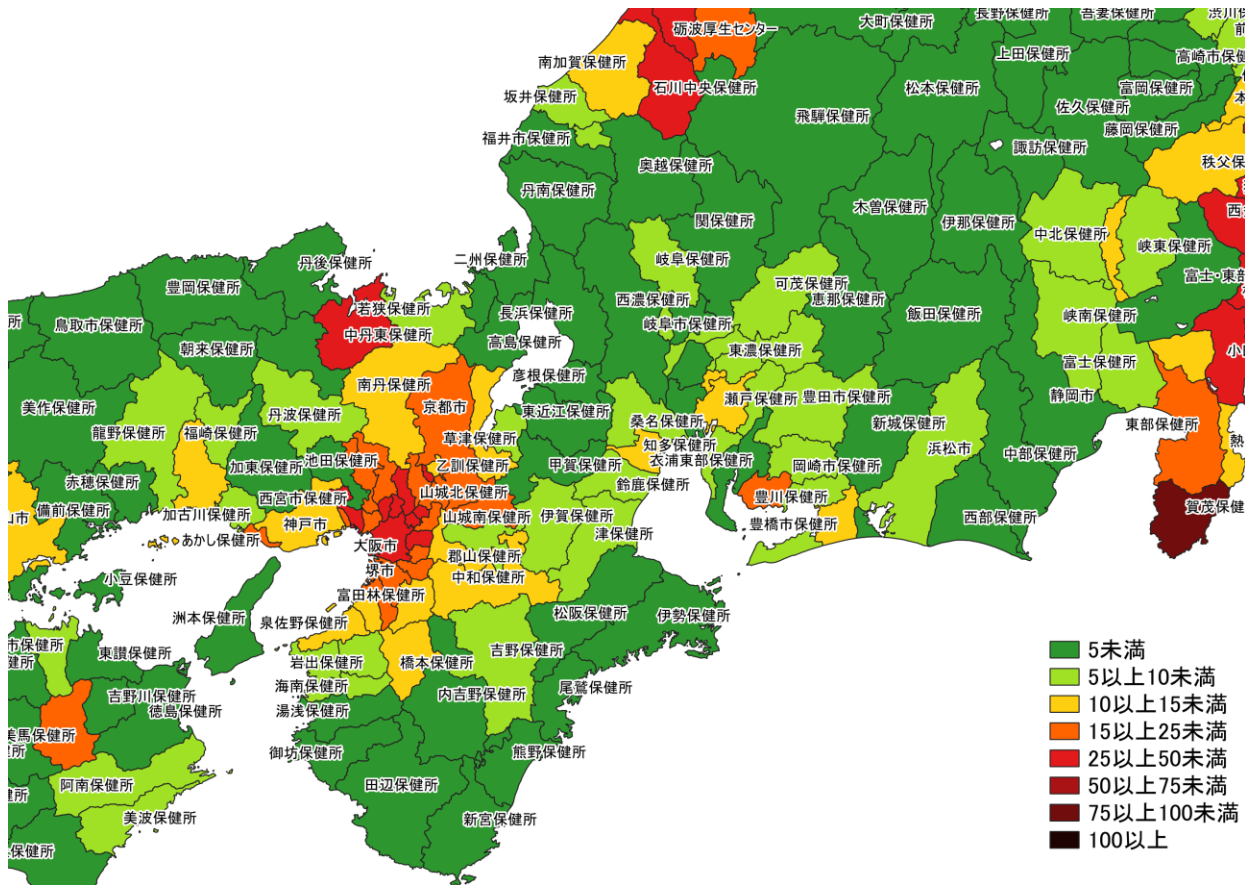 大町保健所
長野保健所
吾妻保健所
渋川保
前
砺波厚生センター
南加賀保健所
上田保健所
高崎市保健
石川中央保健所
松本保健所
富岡保健所
坂井保健所
佐久保健所
本
飛騨保健所
藤岡保健所
福井市保健所
諏訪保健所
奥越保健所
秩父保
丹南保健所
木曽保健所
関保健所
伊那保健所
西
中北保健所
峡東保健所
二州保健所
丹後保健所
岐阜保健所
豊岡保健所
可茂保健所
富士・東部
恵那保健所
西濃保健所
若狭保健所
長浜保健所
飯田保健所
峡南保健所
所
鳥取市保健所
岐阜市保健所
中丹東保健所
高島保健所
朝来保健所
東濃保健所
小
富士保健所
彦根保健所
南丹保健所
瀬戸保健所
豊田市保健所
静岡市
京都市
美作保健所
丹波保健所
東近江保健所
桑名保健所
新城保健所
東部保健所
龍野保健所
福崎保健所
草津保健所
知多保健所
浜松市
熱
中部保健所
池田保健所
乙訓保健所
甲賀保健所
衣浦東部保健所
岡崎市保健所
加東保健所
赤穂保健所
鈴鹿保健所
山城北保健所
豊川保健所
西宮市保健所
賀茂保健
備前保健所
山市
加古川保健所
山城南保健所
伊賀保健所
西部保健所
神戸市
豊橋市保健所
津保健所
あかし保健所
大阪市
郡山保健所
堺市
中和保健所
小豆保健所
富田林保健所
洲本保健所
松阪保健所
伊勢保健所
泉佐野保健所
市保健所
東讃保健所
吉野保健所
健所
岩出保健所
橋本保健所
海南保健所
尾鷲保健所
吉野川保健所
内吉野保健所
湯浅保健所
徳島保健所
美馬保健所
御坊保健所
熊野保健所
健所
阿南保健所
田辺保健所
健所
美波保健所
新宮保健所
保健所
5未満
5以上10未満
10以上15未満
15以上25未満
25以上50未満
50以上75未満
75以上100未満
100以上